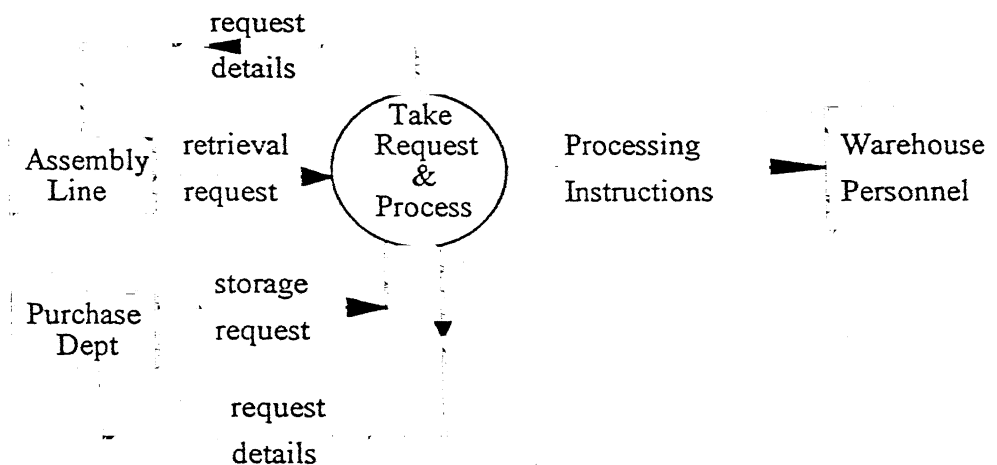 request
details
Take
Request
&
Process
Assembly
Line
retrieval
request
Processing
Instructions
Warehouse
Personnel
Purchase
Dept
storage
request
request
details